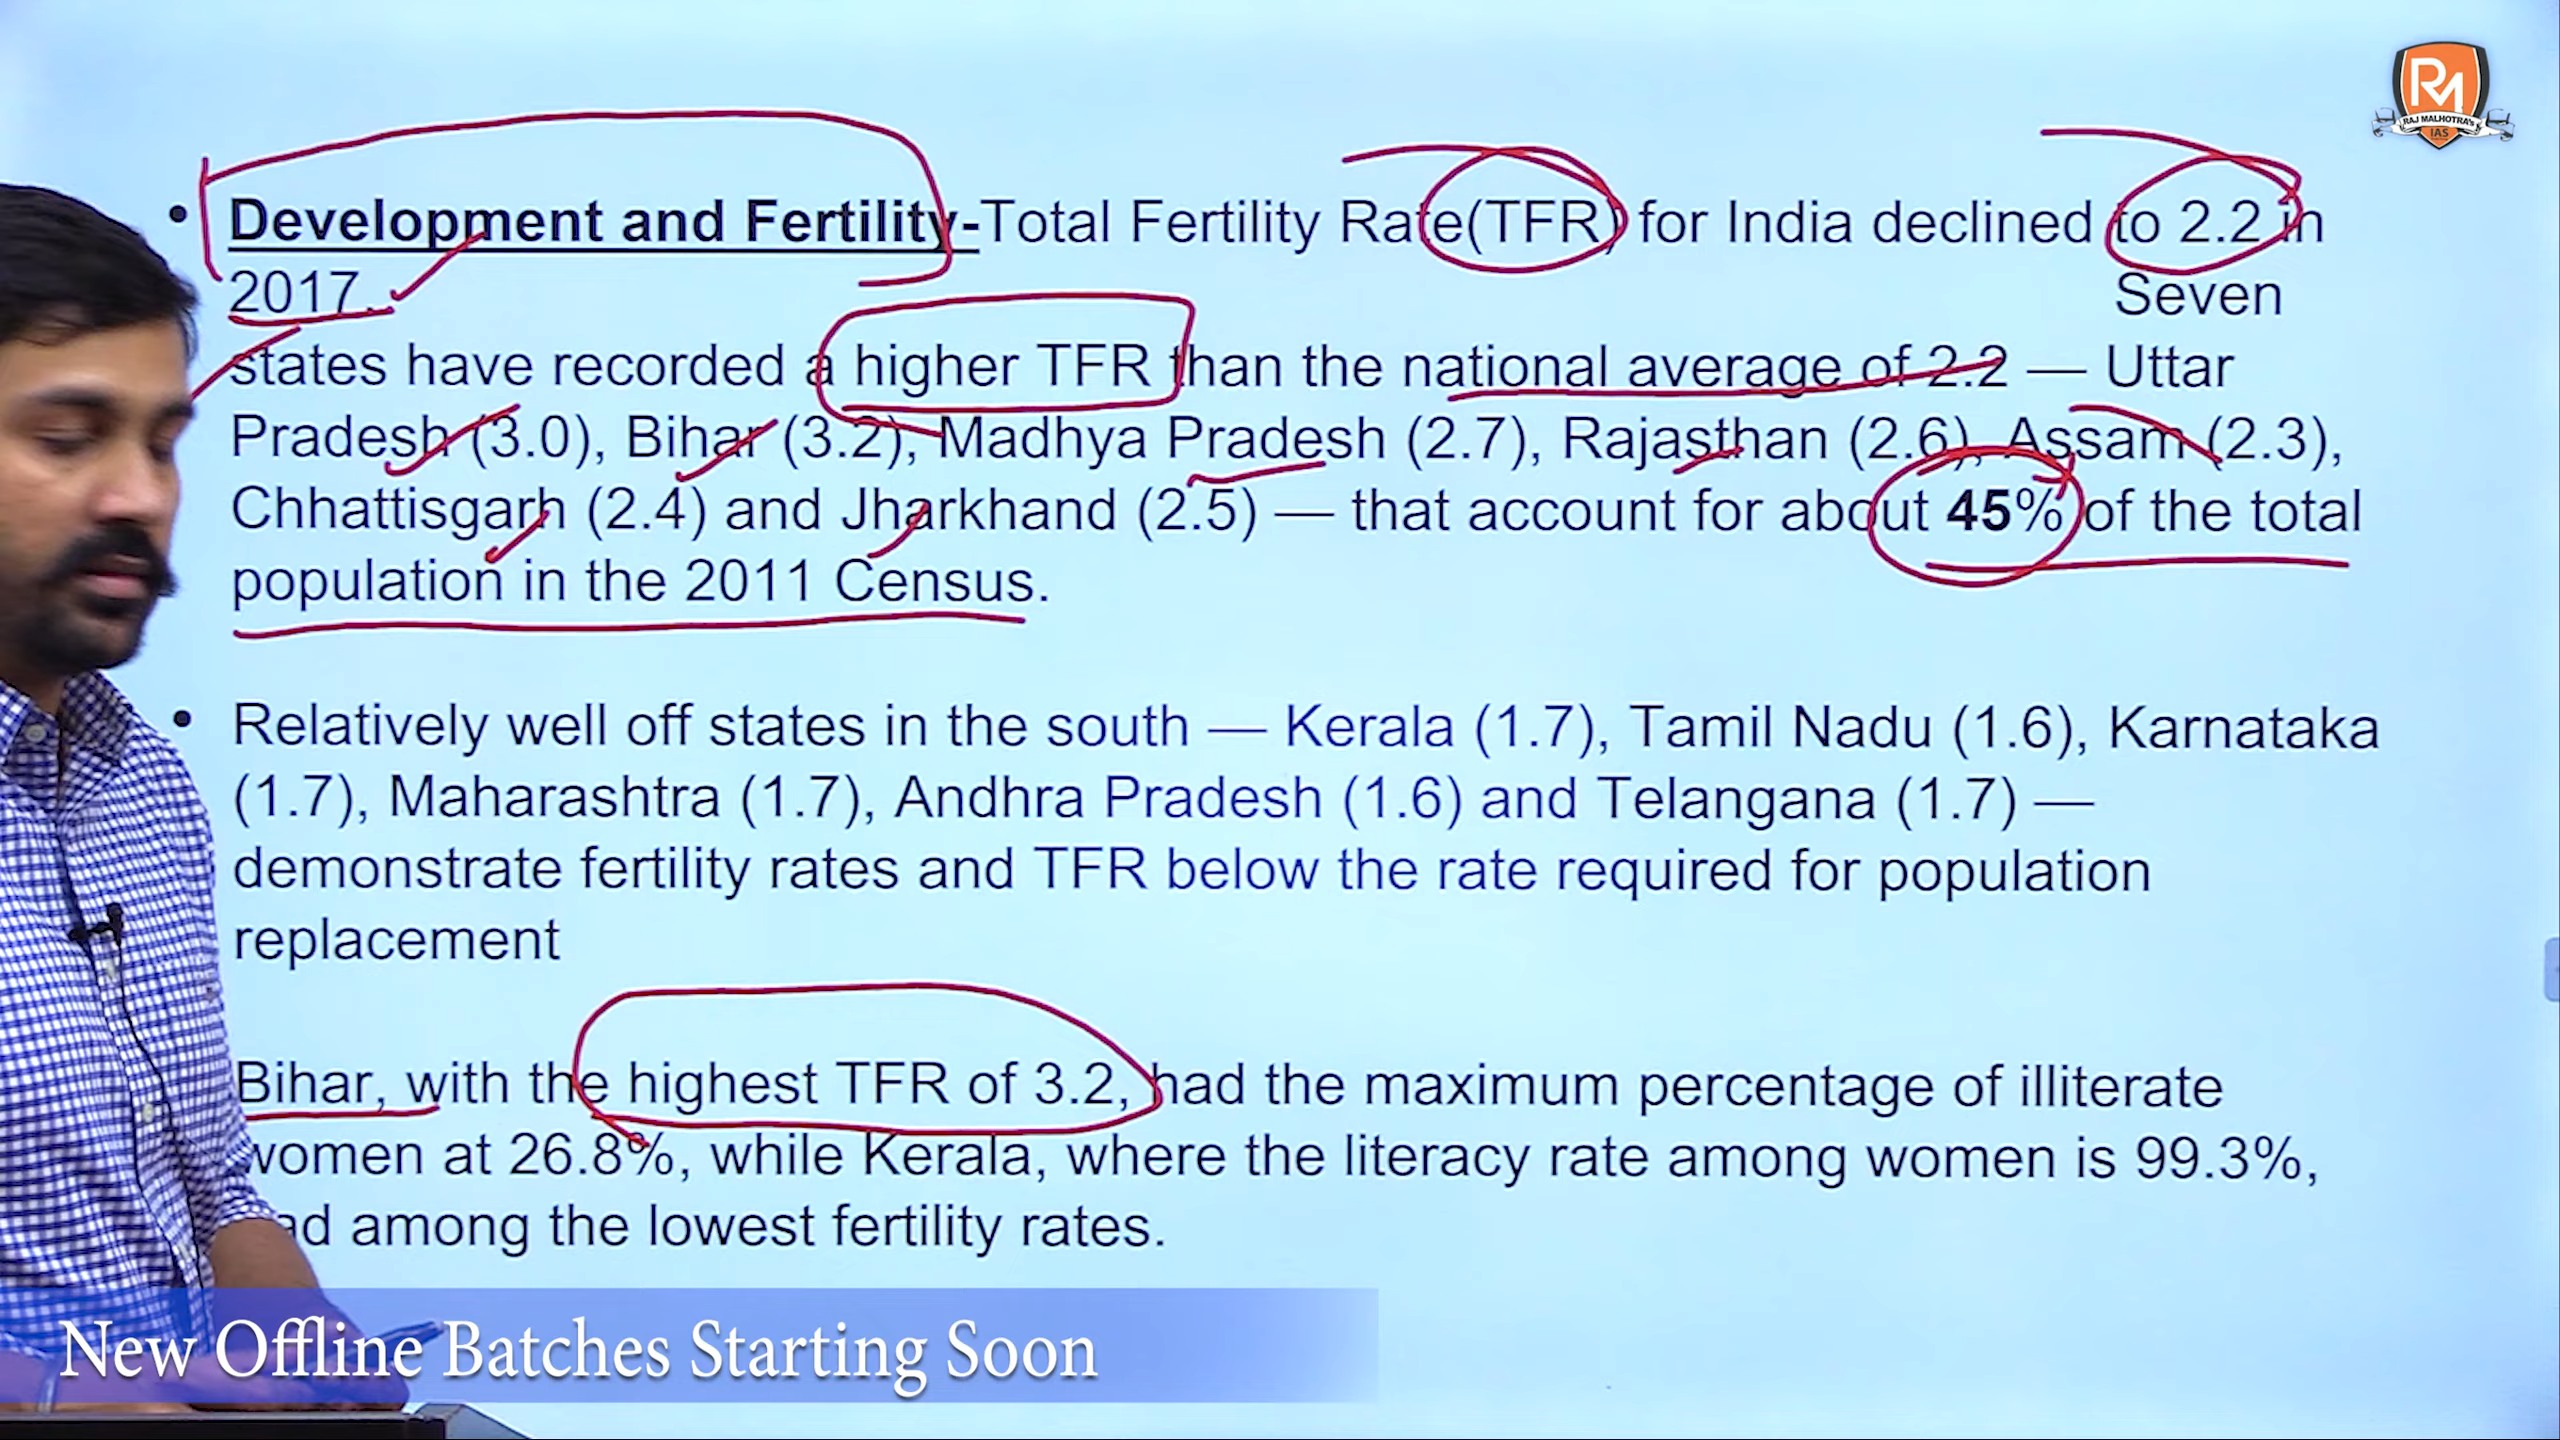 RM
RAJ MALHOTRA'S
IAS
• Development and Fertility-Total Fertility Rate(TFR) for India declined to 2.2 in
2017. Seven
states have recorded a higher TFR than the national average of 2.2 — Uttar
Pradesh (3.0), Bihar (3.2), Madhya Pradesh (2.7), Rajasthan (2.6), Assam (2.3),
Chhattisgarh (2.4) and Jharkhand (2.5) — that account for about 45% of the total
population in the 2011 Census.
• Relatively well off states in the south — Kerala (1.7), Tamil Nadu (1.6), Karnataka
(1.7), Maharashtra (1.7), Andhra Pradesh (1.6) and Telangana (1.7) —
demonstrate fertility rates and TFR below the rate required for population
replacement
Bihar, with the highest TFR of 3.2, had the maximum percentage of illiterate
women at 26.8%, while Kerala, where the literacy rate among women is 99.3%,
among the lowest fertility rates.
New Offline Batches Starting Soon